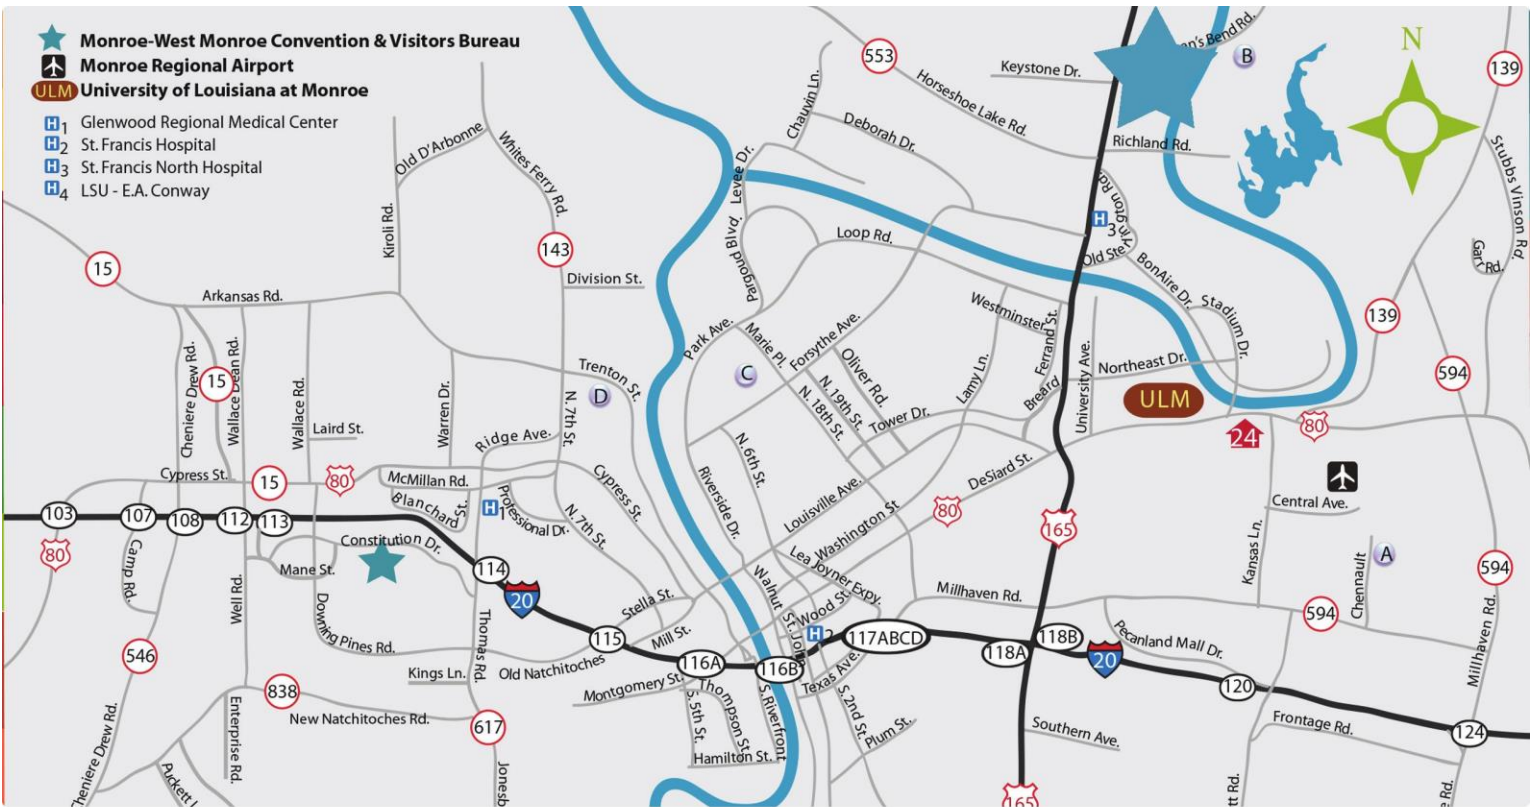 Monroe-West Monroe Convention & Visitors Bureau
Monroe Regional Airport
ULM University of Louisiana at Monroe
H1 Glenwood Regional Medical Center
H2 St. Francis Hospital
H3 St. Francis North Hospital
H4 LSU - E.A. Conway
N
553
139
Keystone Dr.
Bend Rd.
B
Horseshoe Lake Rd.
Chauvin Ln.
Deborah Dr.
Richland Rd.
Stubbs Vinson Rd.
Old D'Arbonne
Whites Ferry Rd.
Levee Dr.
Kiroli Rd.
143
15
H3
Old Ste
BonAire Dr.
Stadium Dr.
Garr Rd.
Loop Rd.
Pargoud Blvd.
Division St.
Arkansas Rd.
139
Westminster
Ferrand St.
University Ave.
Northeast Dr.
Park Ave.
Marie Pl.
Forsythe Ave.
Oliver Rd.
N. 19th St.
N. 18th St.
Lamy Ln.
Breard
Tower Dr.
594
Trenton St.
C
D
Cheniere Drew Rd.
15
Wallace Dean Rd.
Wallace Rd.
Warren Dr.
N. 7th St.
ULM
24
80
Laird St.
Ridge Ave.
N. 6th St.
Cypress St.
15
80
McMillan Rd.
Blanchard St.
H1
Professional Dr.
N. 7th St.
Cypress St.
Riverside Dr.
Louisville Ave.
Washington St
DeSiard St.
80
165
Central Ave.
Kansas Ln.
Chennault
A
103
107
108
112
113
80
Constitution Dr.
Mane St.
114
20
Camp Rd.
Well Rd.
Downing Pines Rd.
Thomas Rd.
Stella St.
Mill St.
115
Old Natchitoches
116A
116B
Walnut St.
St. John
Lea Joyner Expy.
Wood St.
H2
117ABCD
Millhaven Rd.
118A
118B
20
Pecanland Mall Dr.
594
594
Millhaven Rd.
120
124
546
838
Kings Ln.
New Natchitoches Rd.
617
Montgomery St.
S. 5th St.
Thompson St.
Hamilton St.
S. Riverfront
Texas Ave.
S. 2nd St.
Plum St.
Southern Ave.
Frontage Rd.
Enterprise Rd.
heniere Drew Rd.
Puckett L
Jonesb
165
tt Rd.
e Rd.